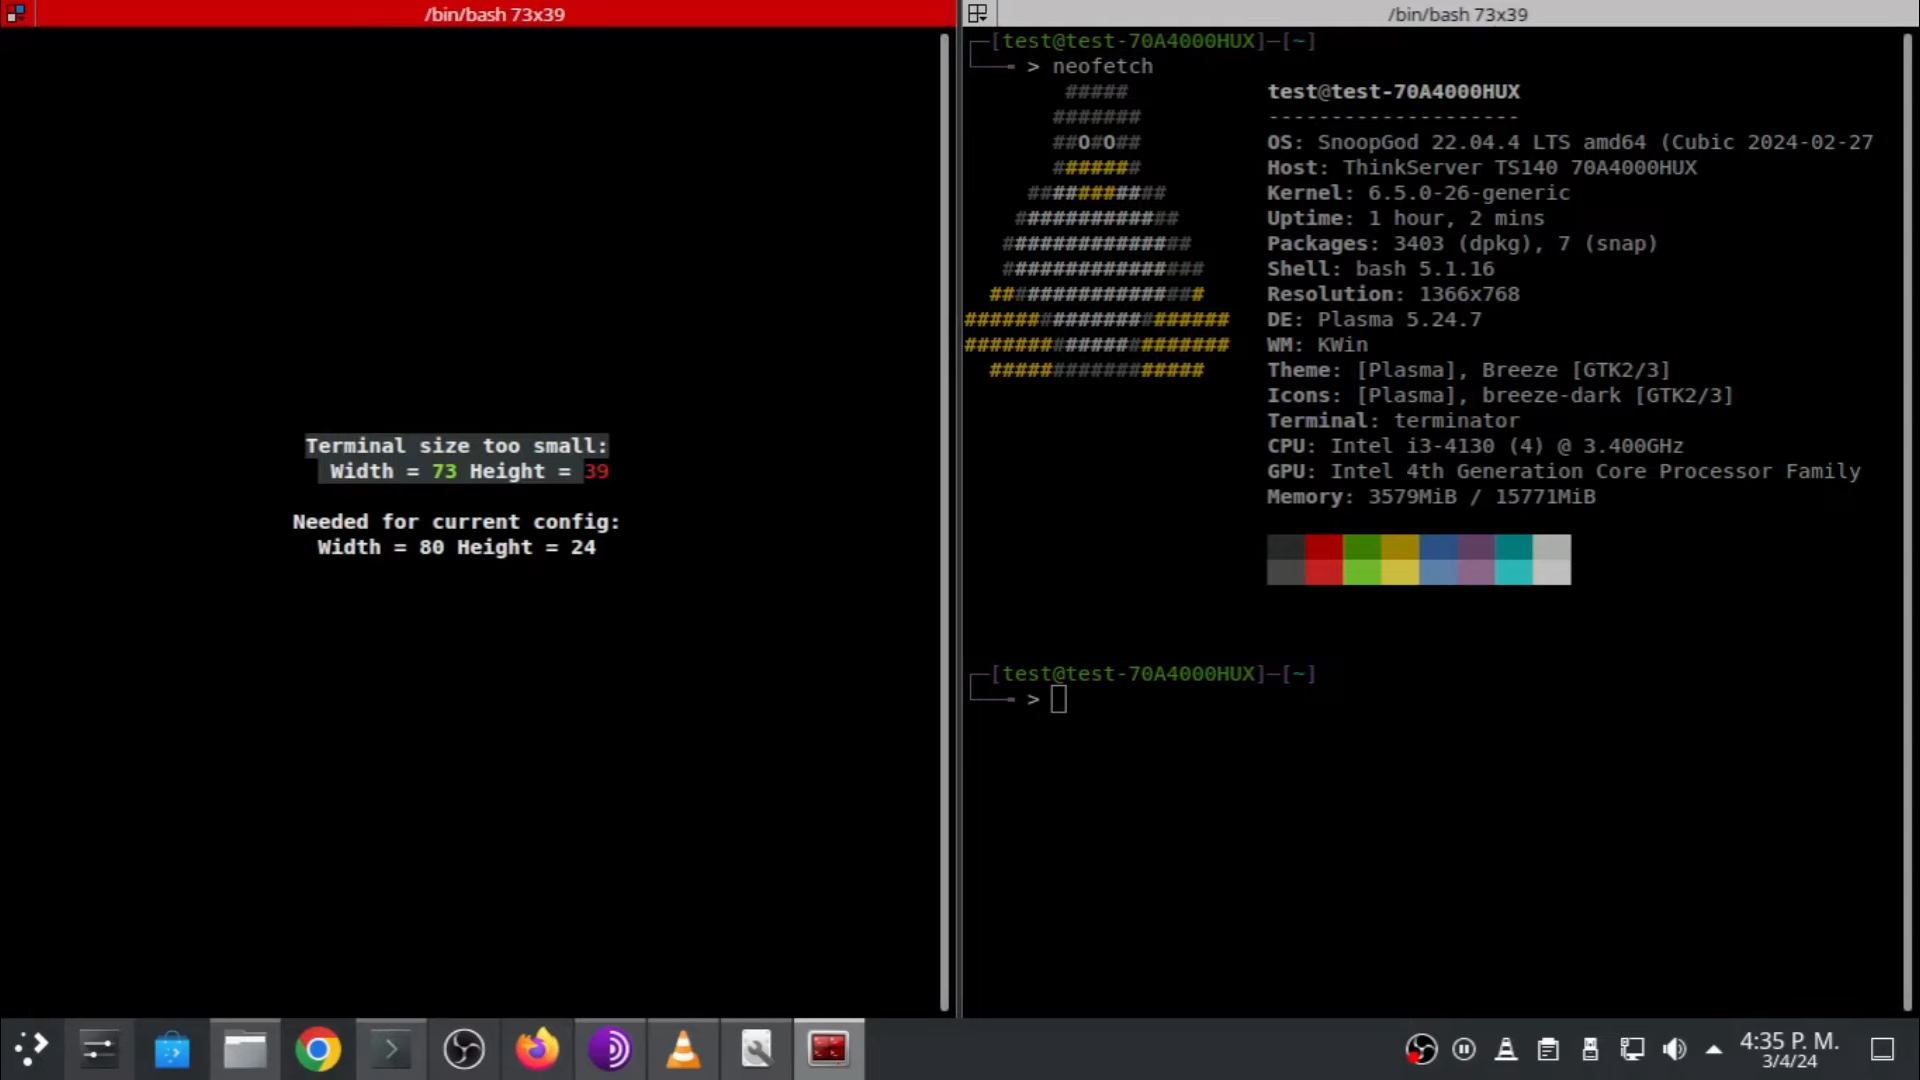 /bin/bash 73x39
Terminal size too small:
Width = 73 Height = 39
Needed for current config:
Width = 80 Height = 24
/bin/bash 73x39
┌─[test@test-70A4000HUX]─[~]
└──╼ > neofetch
#####
#######
##O#O##
#######
###########
#############
###############
################
#################
#####################
#####################
#################
test@test-70A4000HUX
--------------------
OS: SnoopGod 22.04.4 LTS amd64 (Cubic 2024-02-27
Host: ThinkServer TS140 70A4000HUX
Kernel: 6.5.0-26-generic
Uptime: 1 hour, 2 mins
Packages: 3403 (dpkg), 7 (snap)
Shell: bash 5.1.16
Resolution: 1366x768
DE: Plasma 5.24.7
WM: KWin
Theme: [Plasma], Breeze [GTK2/3]
Icons: [Plasma], breeze-dark [GTK2/3]
Terminal: terminator
CPU: Intel i3-4130 (4) @ 3.400GHz
GPU: Intel 4th Generation Core Processor Family
Memory: 3579MiB / 15771MiB
┌─[test@test-70A4000HUX]─[~]
└──╼ >
4:35 P. M.
3/4/24